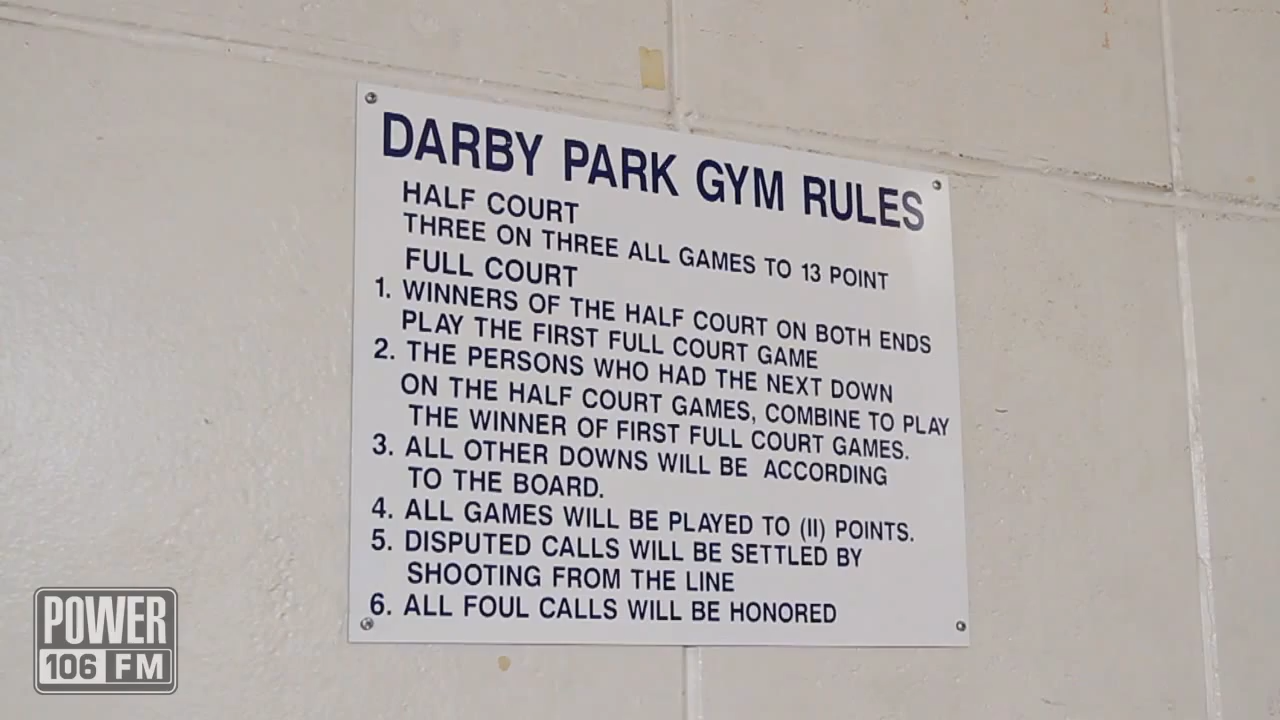 DARBY PARK GYM RULES
HALF COURT
THREE ON THREE ALL GAMES TO 13 POINT
FULL COURT
1. WINNERS OF THE HALF COURT ON BOTH ENDS
PLAY THE FIRST FULL COURT GAME
2. THE PERSONS WHO HAD THE NEXT DOWN
ON THE HALF COURT GAMES, COMBINE TO PLAY
THE WINNER OF FIRST FULL COURT GAMES.
3. ALL OTHER DOWNS WILL BE ACCORDING
TO THE BOARD.
4. ALL GAMES WILL BE PLAYED TO (II) POINTS.
5. DISPUTED CALLS WILL BE SETTLED BY
SHOOTING FROM THE LINE
6. ALL FOUL CALLS WILL BE HONORED
POWER
106 FM